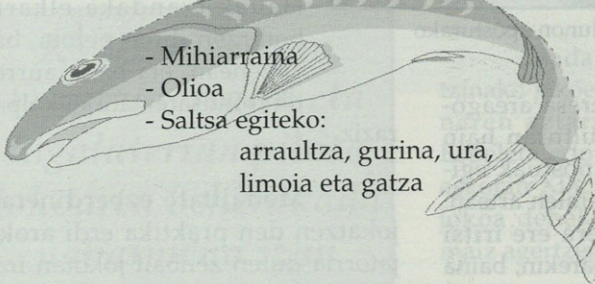 - Mihiarraina
- Olioa
- Saltsa egiteko:
arraultza, gurina, ura,
limoia eta gatza